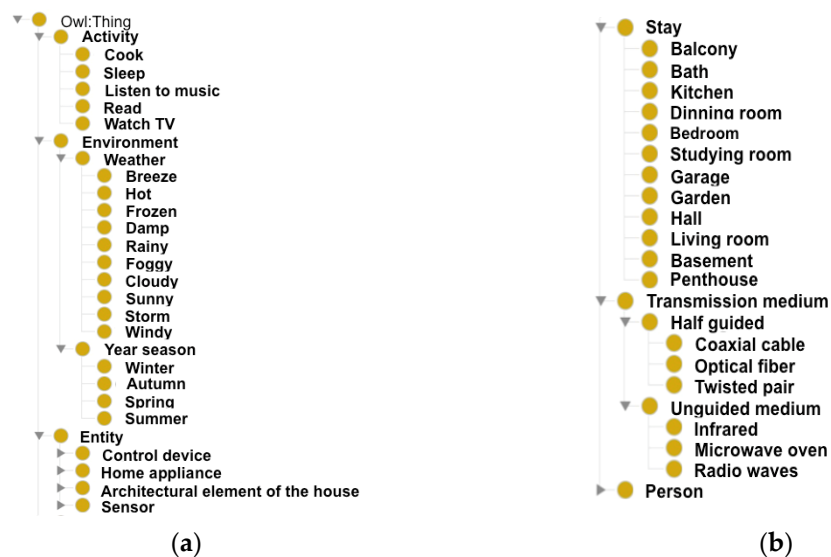 Owl:Thing
Activity
Cook
Sleep
Listen to music
Read
Watch TV
Environment
Weather
Breeze
Hot
Frozen
Damp
Rainy
Foggy
Cloudy
Sunny
Storm
Windy
Year season
Winter
Autumn
Spring
Summer
Entity
Control device
Home appliance
Architectural element of the house
Sensor
(a)
Stay
Balcony
Bath
Kitchen
Dinning room
Bedroom
Studying room
Garage
Garden
Hall
Living room
Basement
Penthouse
Transmission medium
Half guided
Coaxial cable
Optical fiber
Twisted pair
Unguided medium
Infrared
Microwave oven
Radio waves
Person
(b)